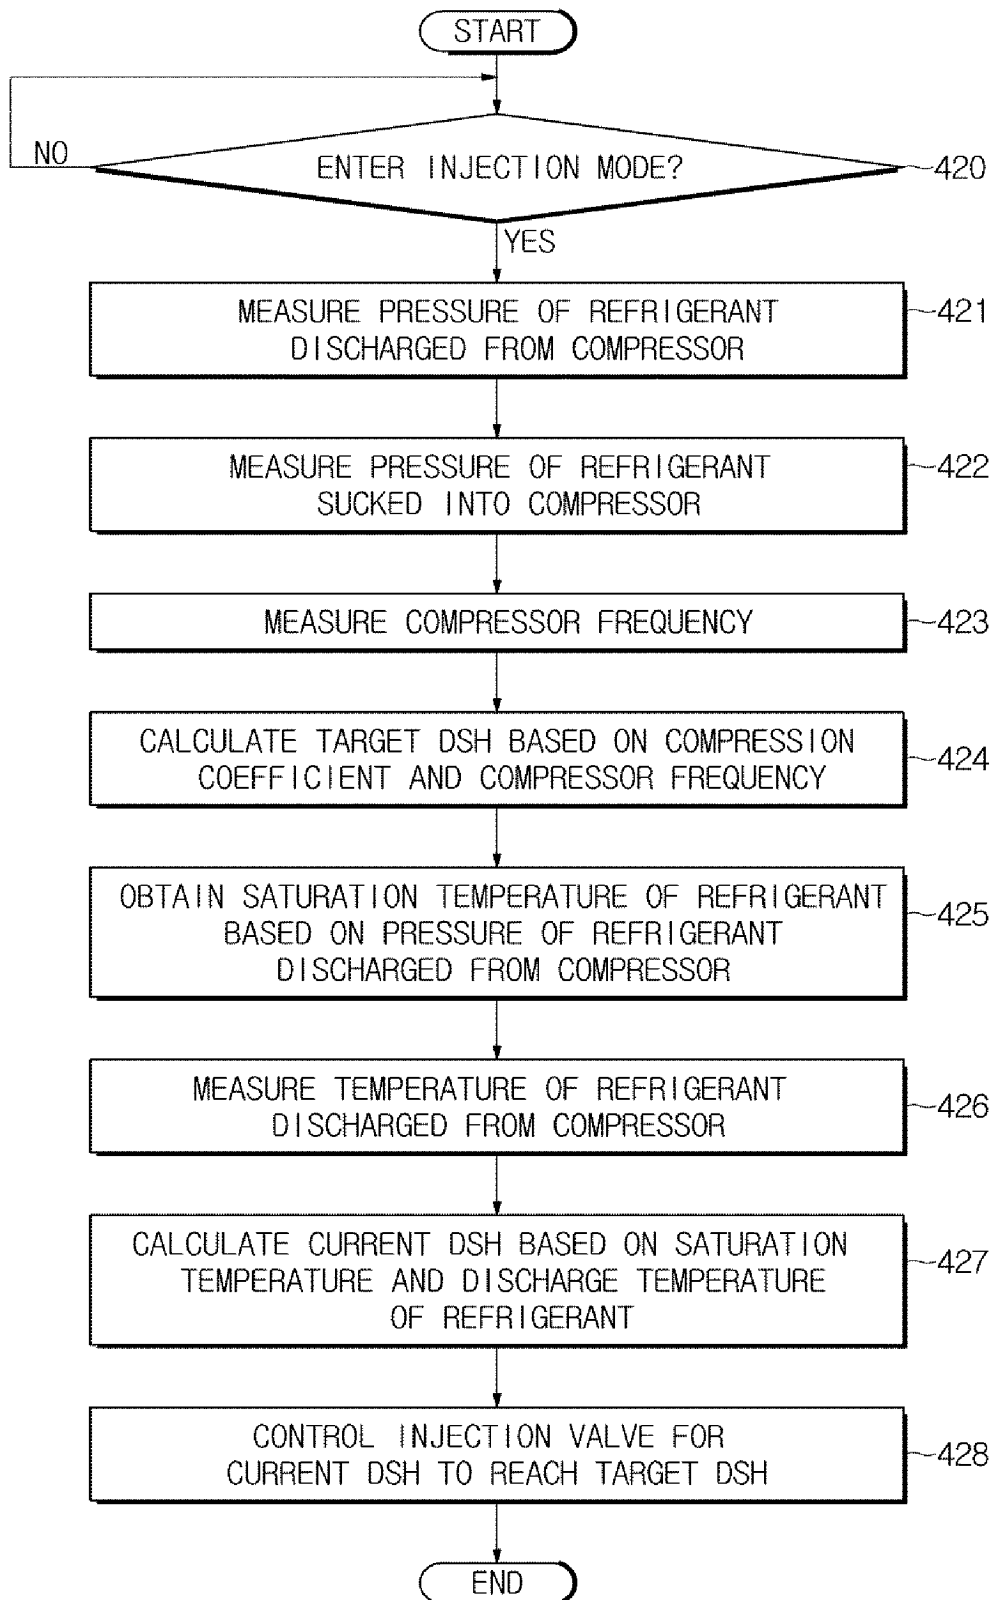 START
NO
ENTER INJECTION MODE?
420
YES
MEASURE PRESSURE OF REFRIGERANT
DISCHARGED FROM COMPRESSOR
421
MEASURE PRESSURE OF REFRIGERANT
SUCKED INTO COMPRESSOR
422
MEASURE COMPRESSOR FREQUENCY
423
CALCULATE TARGET DSH BASED ON COMPRESSION
COEFFICIENT AND COMPRESSOR FREQUENCY
424
OBTAIN SATURATION TEMPERATURE OF REFRIGERANT
BASED ON PRESSURE OF REFRIGERANT
DISCHARGED FROM COMPRESSOR
425
MEASURE TEMPERATURE OF REFRIGERANT
DISCHARGED FROM COMPRESSOR
426
CALCULATE CURRENT DSH BASED ON SATURATION
TEMPERATURE AND DISCHARGE TEMPERATURE
OF REFRIGERANT
427
CONTROL INJECTION VALVE FOR
CURRENT DSH TO REACH TARGET DSH
428
END